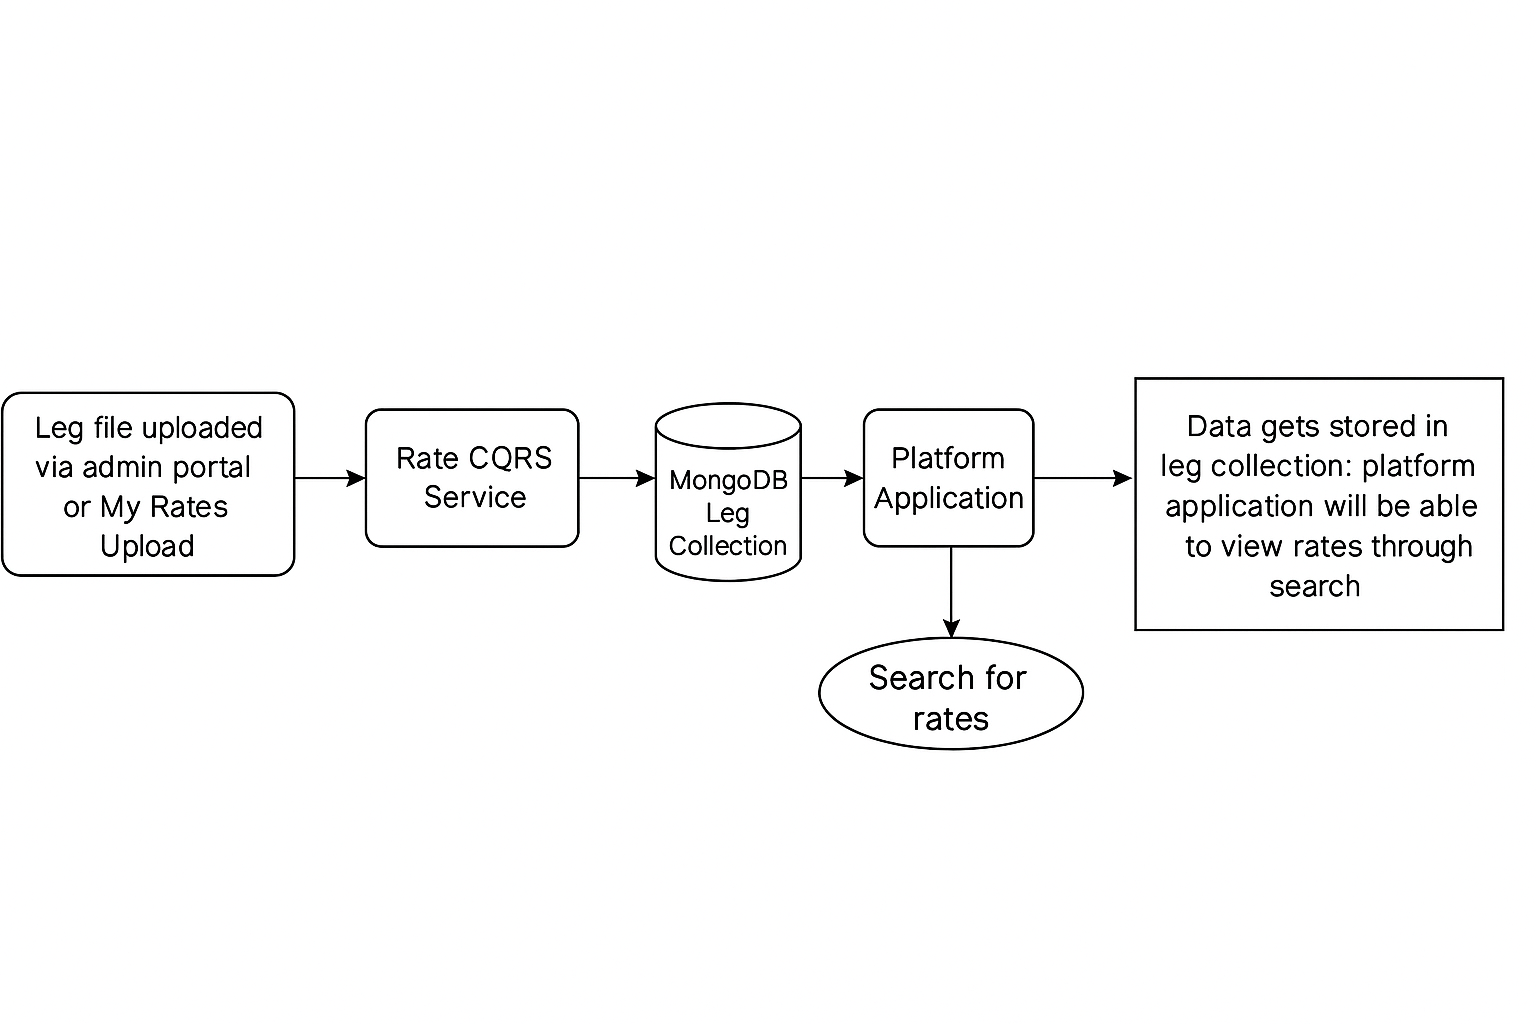 Leg file uploaded
via admin portal
or My Rates
Upload
Rate CQRS
Service
MongoDB
Leg
Collection
Platform
Application
Data gets stored in
leg collection: platform
application will be able
to view rates through
search
Search for
rates